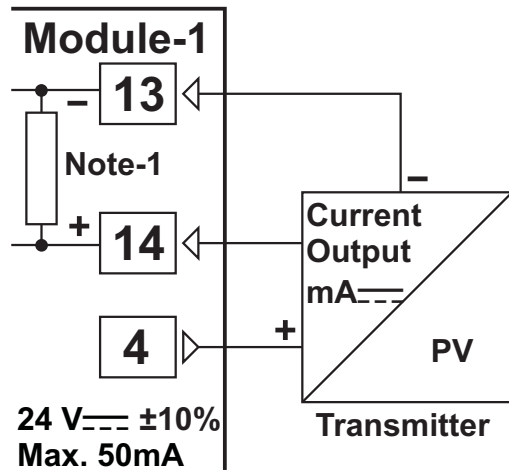 Module-1
− 13
Note-1
+ 14
4
24 V⎓ ±10%
Max. 50mA
−
Current
Output
mA⎓
+
PV
Transmitter